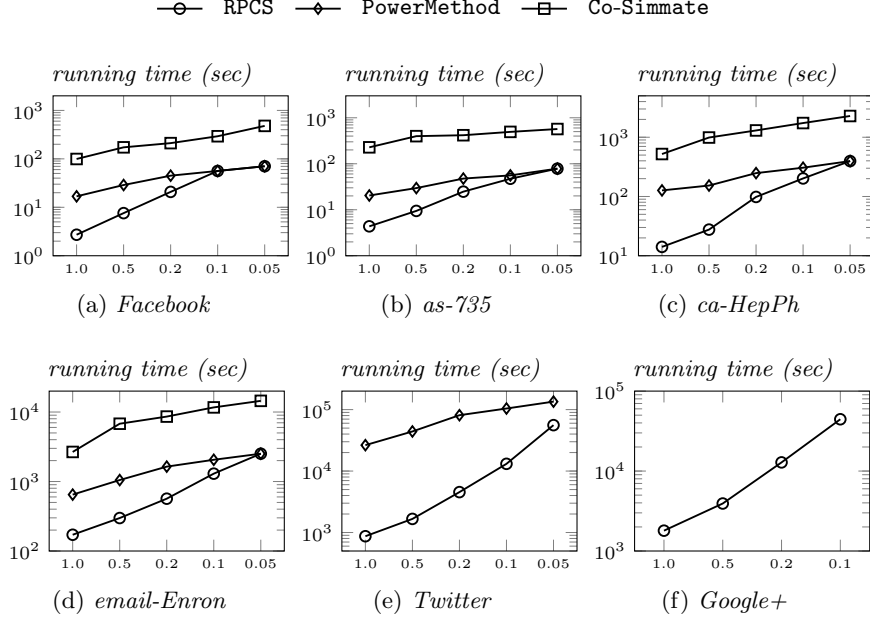 RPCS PowerMethod Co-Simmate
running time (sec) running time (sec) running time (sec)
10^3 10^3 10^3
10^2 10^2 10^2
10^1 10^1 10^1
10^0 10^0
1.0 0.5 0.2 0.1 0.05 1.0 0.5 0.2 0.1 0.05 1.0 0.5 0.2 0.1 0.05
(a) Facebook (b) as-735 (c) ca-HepPh
running time (sec) running time (sec) running time (sec)
10^4 10^5 10^5
10^3 10^4 10^4
10^2 10^3 10^3
1.0 0.5 0.2 0.1 0.05 1.0 0.5 0.2 0.1 0.05 1.0 0.5 0.2 0.1
(d) email-Enron (e) Twitter (f) Google+